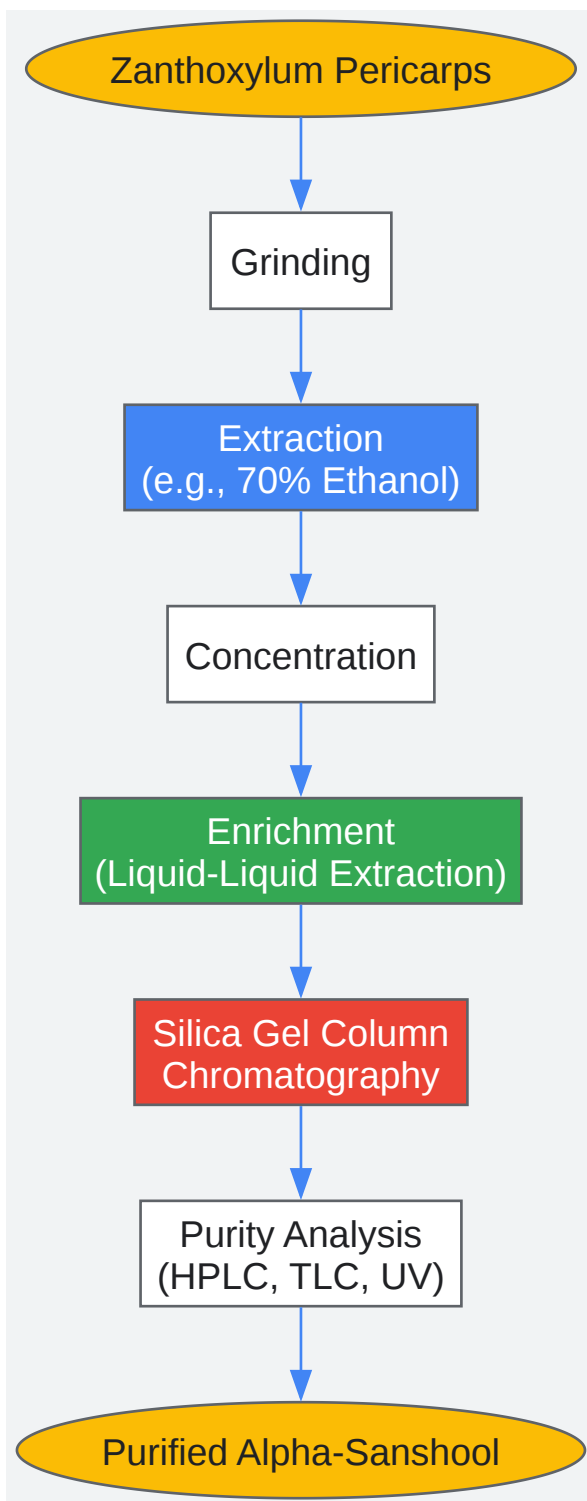 Zanthoxylum Pericarps
Grinding
Extraction
(e.g., 70% Ethanol)
Concentration
Enrichment
(Liquid-Liquid Extraction)
Silica Gel Column
Chromatography
Purity Analysis
(HPLC, TLC, UV)
Purified Alpha-Sanshool